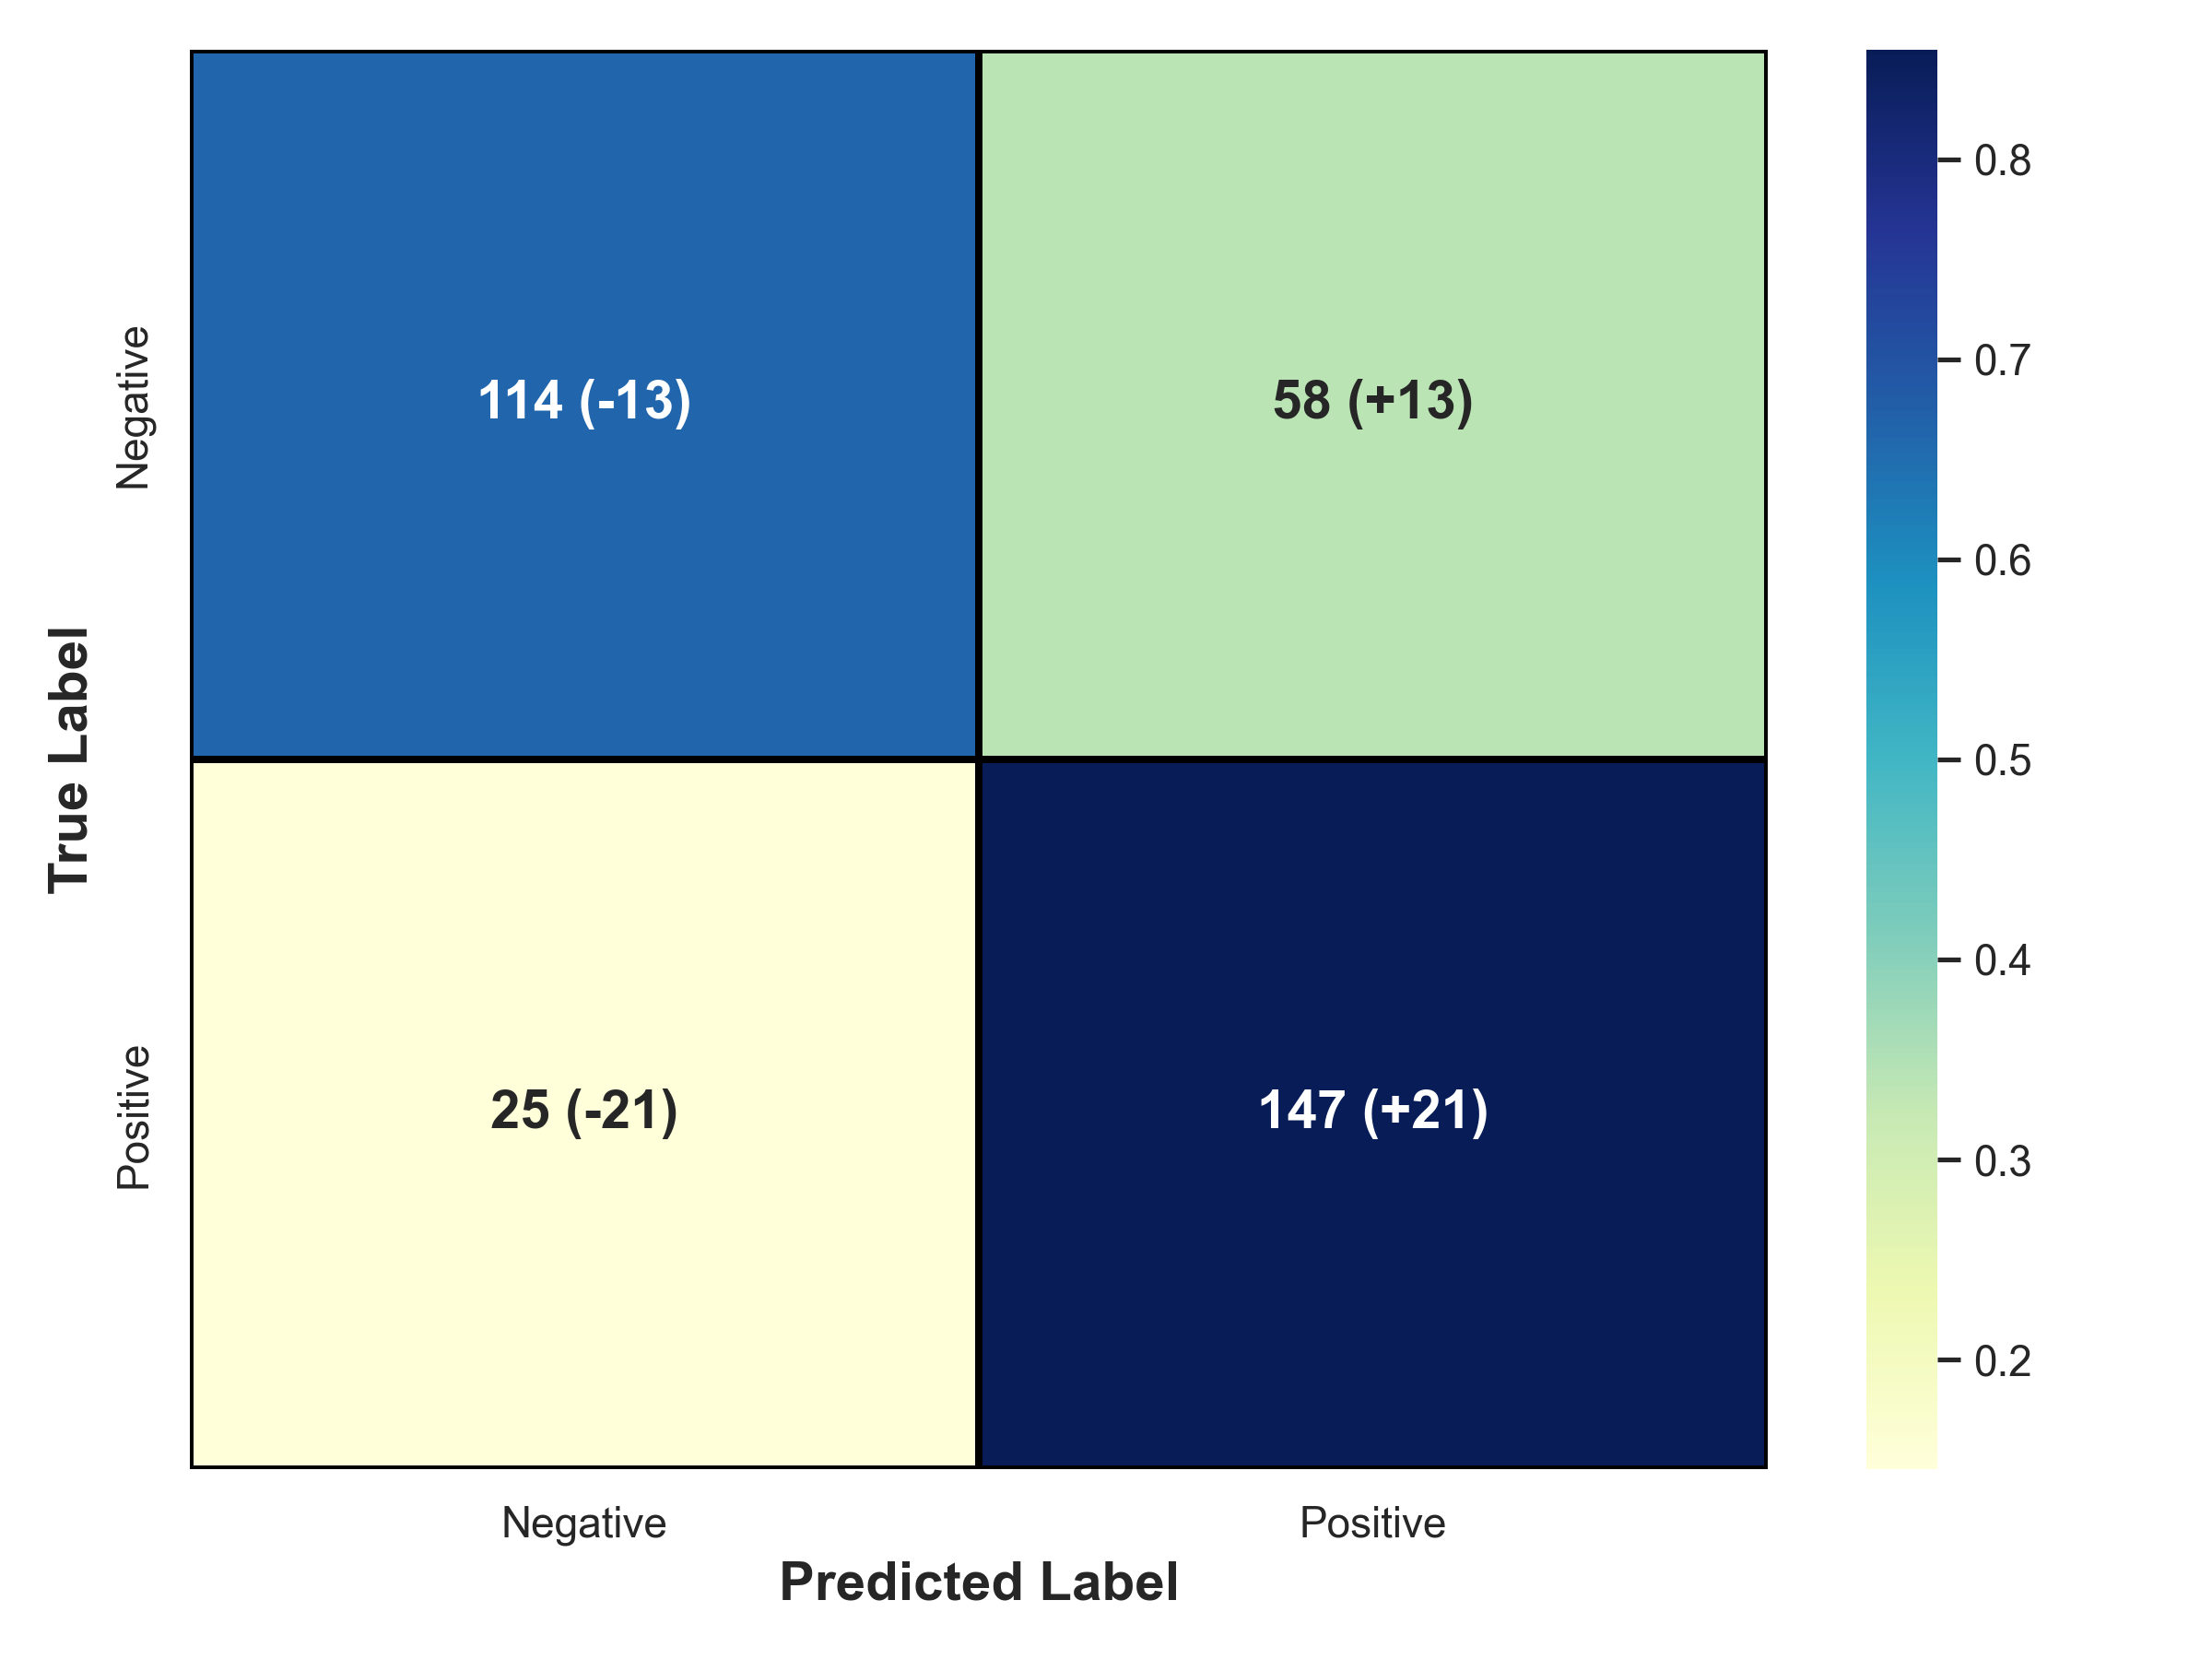 True Label
Negative
Positive
114 (-13)
58 (+13)
25 (-21)
147 (+21)
Negative
Positive
Predicted Label
0.8
0.7
0.6
0.5
0.4
0.3
0.2